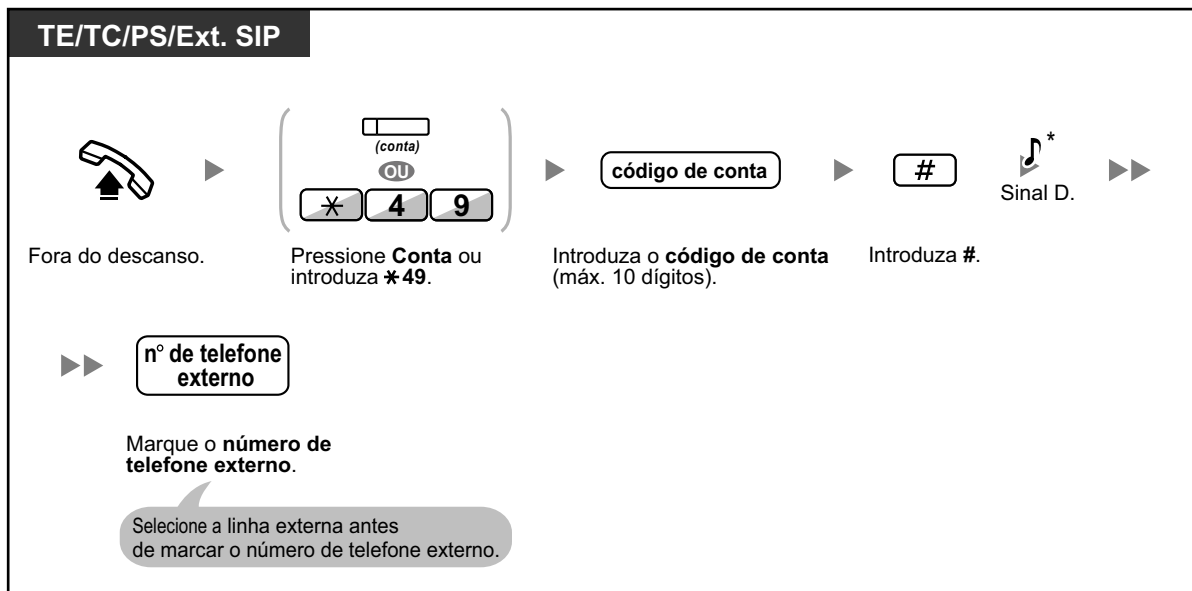 TE/TC/PS/Ext. SIP
(conta)
OU
* 4 9
código de conta
#
*
Sinal D.
Fora do descanso.
Pressione Conta ou
introduza *49.
Introduza o código de conta
(máx. 10 dígitos).
Introduza #.
n° de telefone
externo
Marque o número de
telefone externo.
Selecione a linha externa antes
de marcar o número de telefone externo.